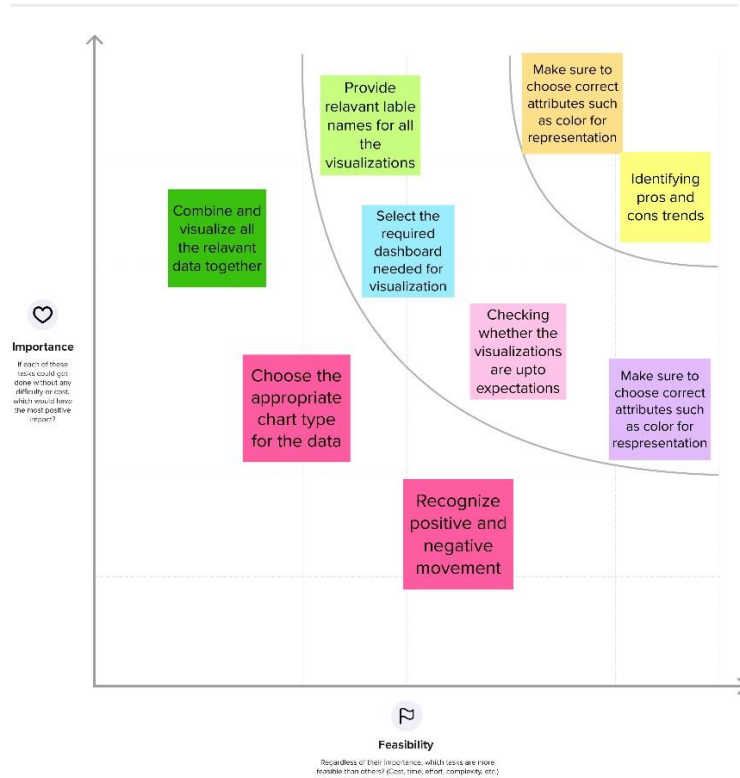 Provide
relavant lable
names for all
the
visualizations
Make sure to
choose correct
attributes such
as color for
representation
Identifying
pros and
cons trends
Combine and
visualize all
the relavant
data together
Select the
required
dashboard
needed for
visualization
Checking
whether the
visualizations
are upto
expectations
Importance
If each of these
tasks could get
done without any
difficulty or cost,
which would have
the most positive
impact?
Choose the
appropriate
chart type
for the data
Make sure to
choose correct
attributes such
as color for
respresentation
Recognize
positive and
negative
movement
Feasibility
Regardless of their importance, which tasks are more
feasible than others? (Cost, time, effort, complexity, etc.)